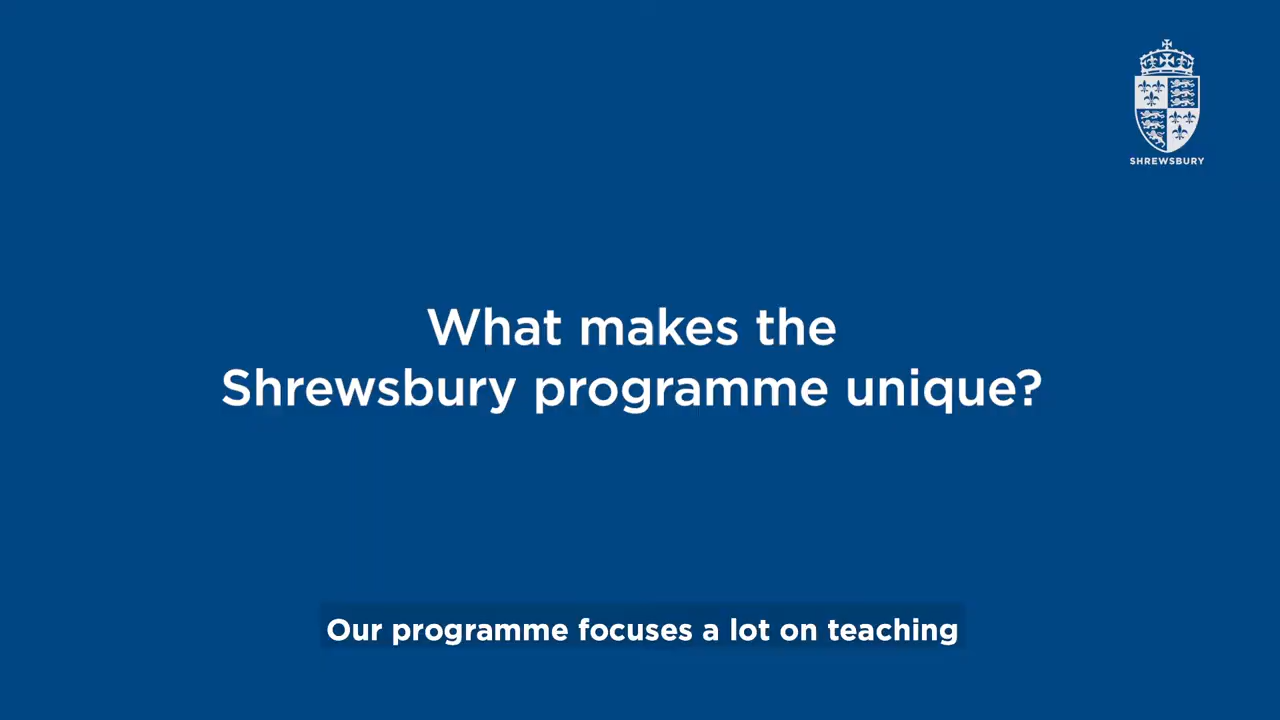 SHREWSBURY
What makes the
Shrewsbury programme unique?
Our programme focuses a lot on teaching